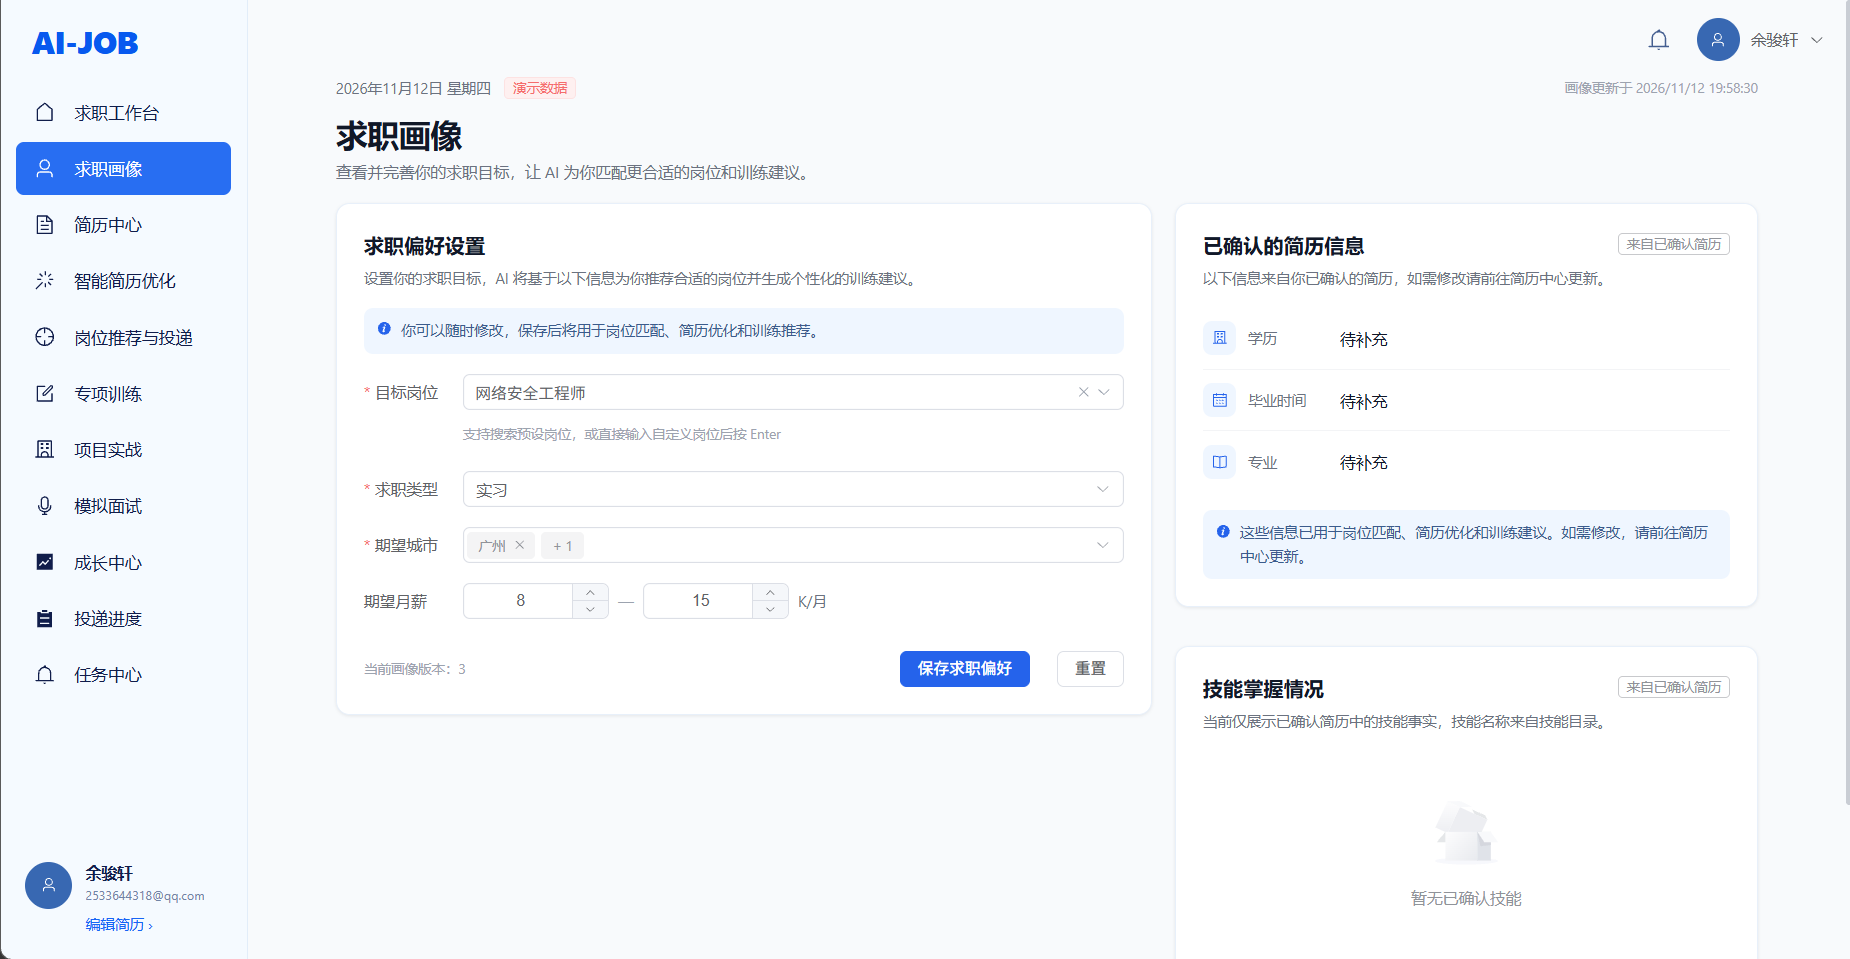 AI-JOB
求职工作台
求职画像
简历中心
智能简历优化
岗位推荐与投递
专项训练
项目实战
模拟面试
成长中心
投递进度
任务中心
余骏轩
2533644318@qq.com
编辑简历 ›
余骏轩
2026年11月12日 星期四 演示数据
画像更新于 2026/11/12 19:58:30
求职画像
查看并完善你的求职目标，让 AI 为你匹配更合适的岗位和训练建议。
求职偏好设置
设置你的求职目标，AI 将基于以下信息为你推荐合适的岗位并生成个性化的训练建议。
你可以随时修改，保存后将用于岗位匹配、简历优化和训练推荐。
* 目标岗位 网络安全工程师
支持搜索预设岗位，或直接输入自定义岗位后按 Enter
* 求职类型 实习
* 期望城市 广州 × + 1
期望月薪 8 — 15 K/月
当前画像版本：3 保存求职偏好 重置
已确认的简历信息 来自已确认简历
以下信息来自你已确认的简历，如需修改请前往简历中心更新。
学历 待补充
毕业时间 待补充
专业 待补充
这些信息已用于岗位匹配、简历优化和训练建议。如需修改，请前往简历
中心更新。
技能掌握情况 来自已确认简历
当前仅展示已确认简历中的技能事实，技能名称来自技能目录。
暂无已确认技能